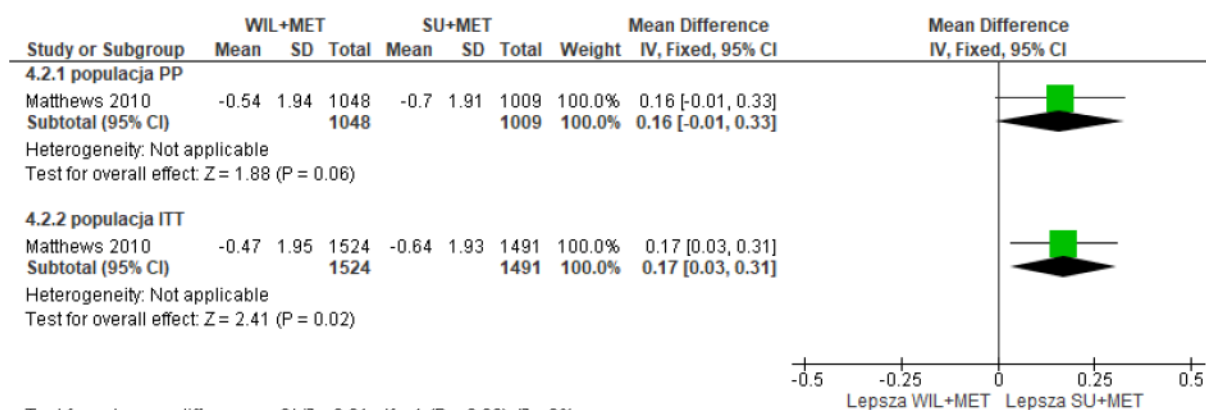 WIL+MET SU+MET Mean Difference Mean Difference
Study or Subgroup Mean SD Total Mean SD Total Weight IV, Fixed, 95% CI IV, Fixed, 95% CI
4.2.1 populacja PP
Matthews 2010 -0.54 1.94 1048 -0.7 1.91 1009 100.0% 0.16 [-0.01, 0.33]
Subtotal (95% CI) 1048 1009 100.0% 0.16 [-0.01, 0.33]
Heterogeneity: Not applicable
Test for overall effect: Z = 1.88 (P = 0.06)
4.2.2 populacja ITT
Matthews 2010 -0.47 1.95 1524 -0.64 1.93 1491 100.0% 0.17 [0.03, 0.31]
Subtotal (95% CI) 1524 1491 100.0% 0.17 [0.03, 0.31]
Heterogeneity: Not applicable
Test for overall effect: Z = 2.41 (P = 0.02)
-0.5 -0.25 0 0.25 0.5
Lepsza WIL+MET Lepsza SU+MET